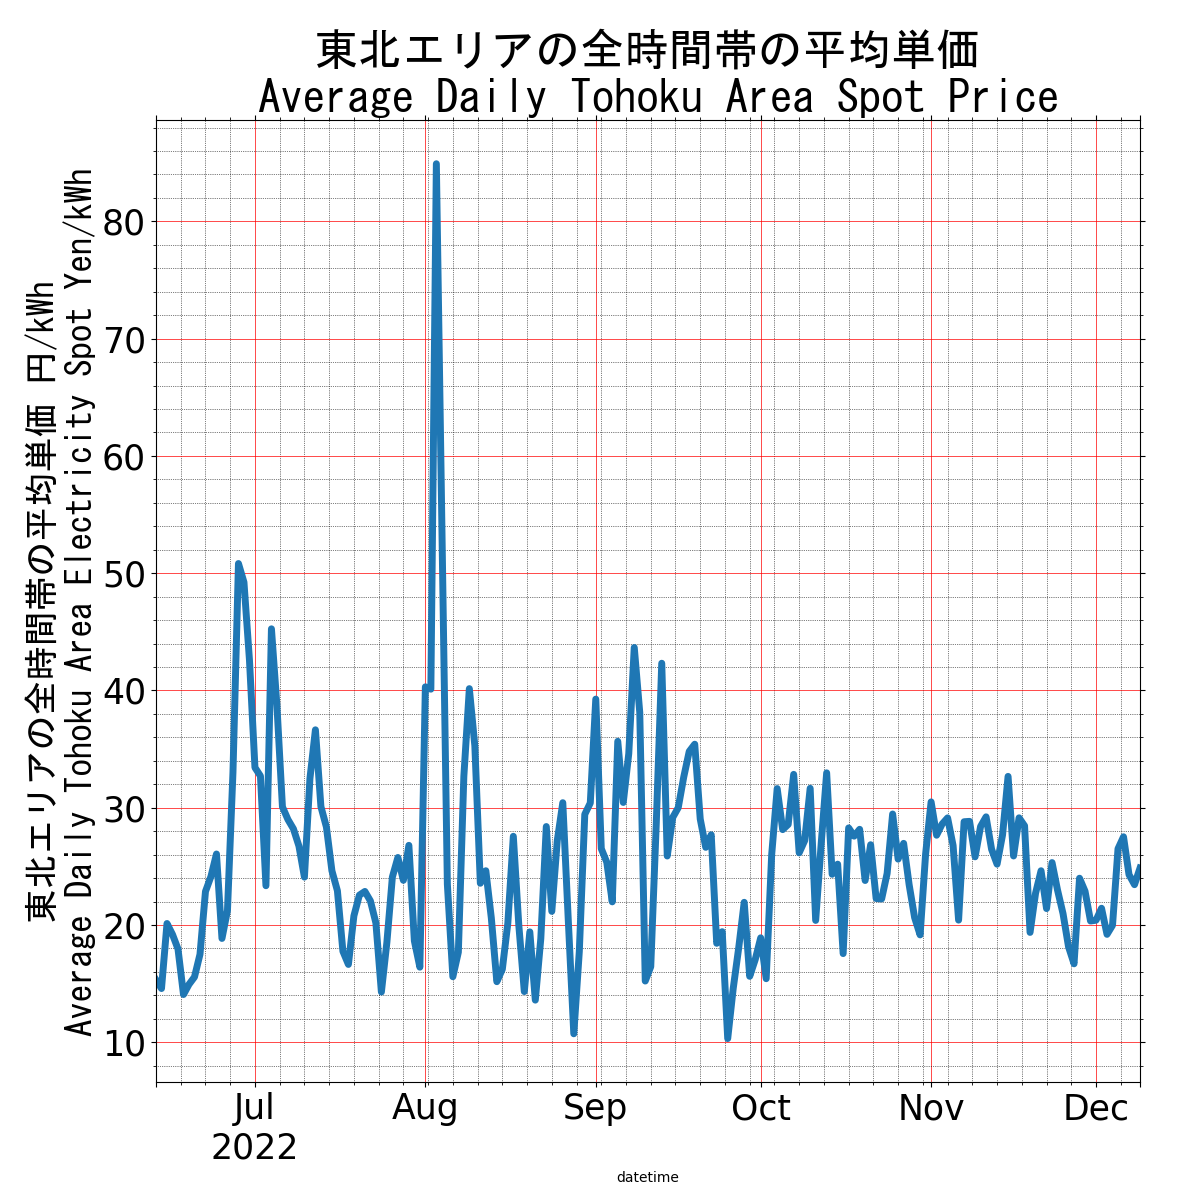 東北エリアの全時間帯の平均単価
Average Daily Tohoku Area Spot Price
東北エリアの全時間帯の平均単価 円/kWh
Average Daily Tohoku Area Electricity Spot Yen/kWh
80
70
60
50
40
30
20
10
Jul
2022
Aug
Sep
Oct
Nov
Dec
datetime